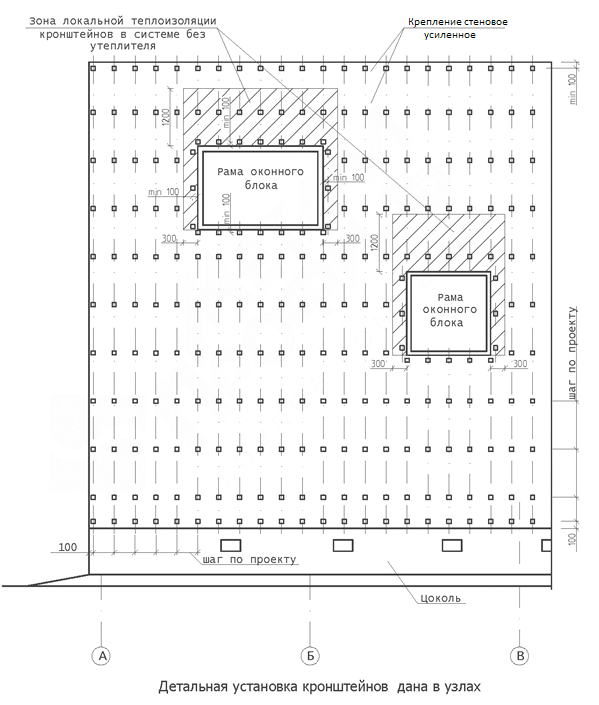 Зона локальной теплоизоляции
кронштейнов в системе без
утеплителя
Крепление стеновое
усиленное
min 100
1200
min 100
Рама оконного
блока
min 100
min 100
min 100
300
300
1200
Рама
оконного
блока
300
300
шаг по проекту
100
100
шаг по проекту
Цоколь
А
Б
В
Детальная установка кронштейнов дана в узлах